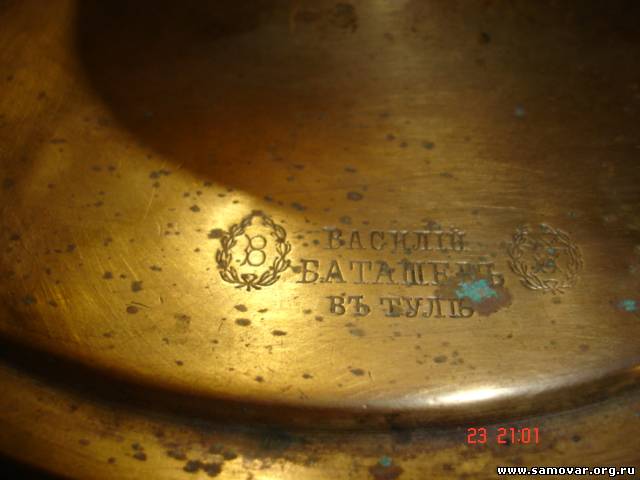 ВАСИЛІЙ
БАТАШЕВЪ
ВЪ ТУЛѢ
23 21:01
www.samovar.org.ru